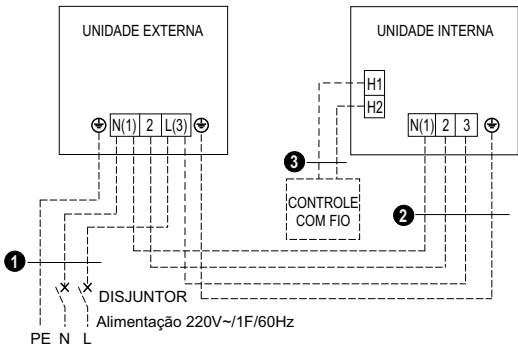 UNIDADE EXTERNA
UNIDADE INTERNA
H1
H2
N(1) 2 L(3)
N(1) 2 3
3
CONTROLE
COM FIO
2
1
DISJUNTOR
Alimentação 220V~/1F/60Hz
PE N L